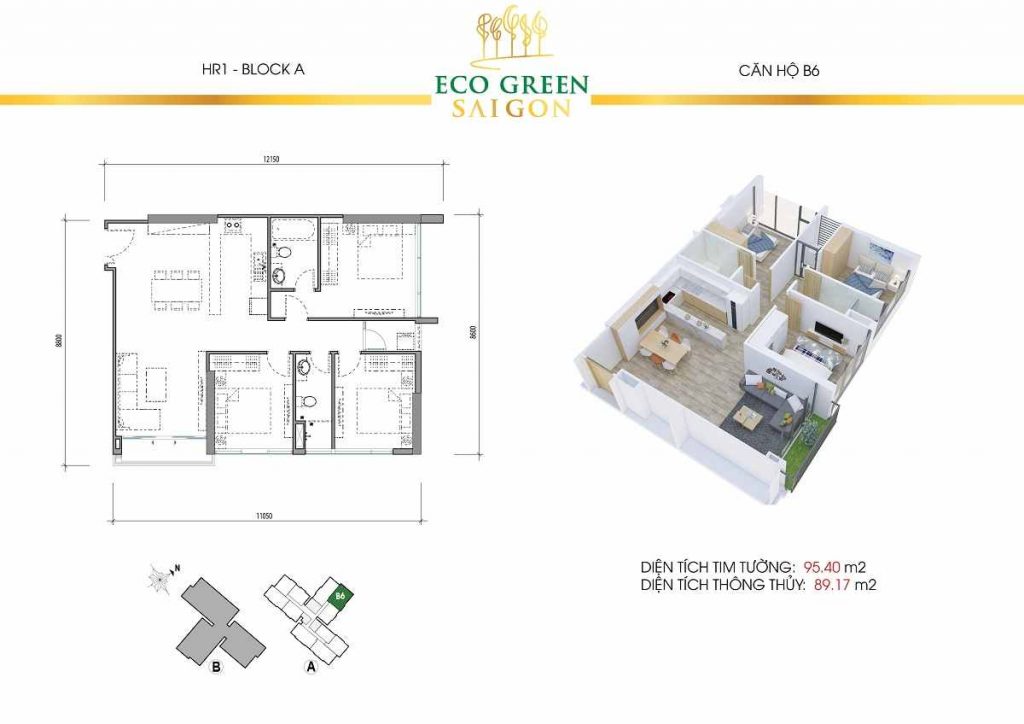 HR1 - BLOCK A
ECO GREEN
SAIGON
CĂN HỘ B6
12150
8800
8600
11050
N
B6
B
A
DIỆN TÍCH TIM TƯỜNG: 95.40 m2
DIỆN TÍCH THÔNG THỦY: 89.17 m2